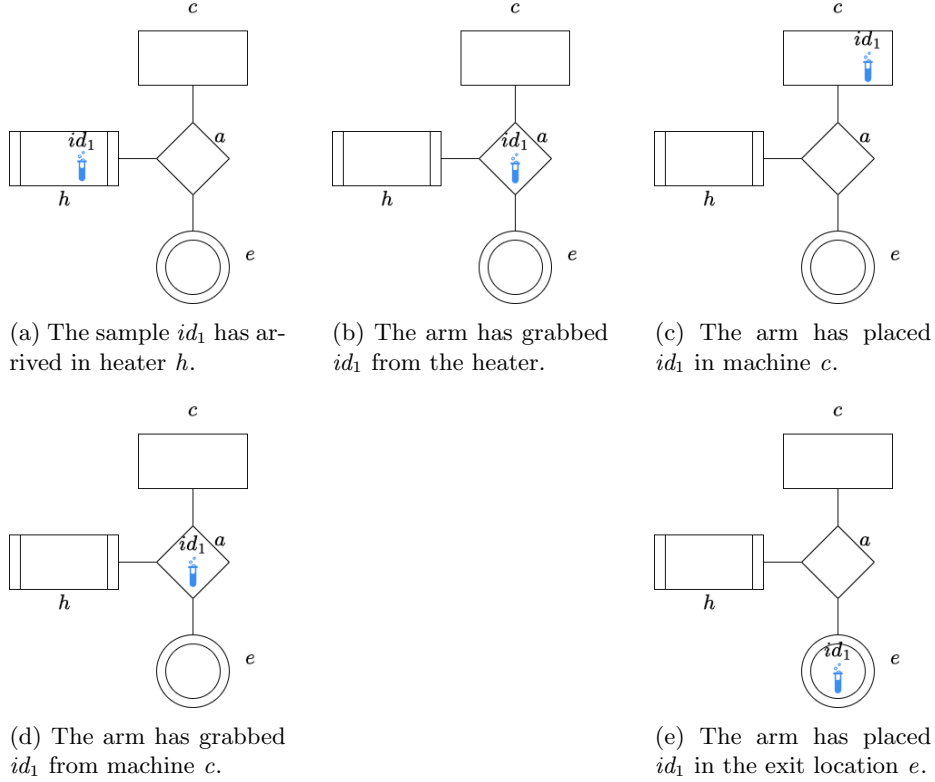 c
id₁
a
h
e
(a) The sample id₁ has ar-
rived in heater h.
c
id₁ a
h
e
(b) The arm has grabbed
id₁ from the heater.
c
id₁
a
h
e
(c) The arm has placed
id₁ in machine c.
c
id₁ a
h
e
(d) The arm has grabbed
id₁ from machine c.
c
a
h
id₁
e
(e) The arm has placed
id₁ in the exit location e.